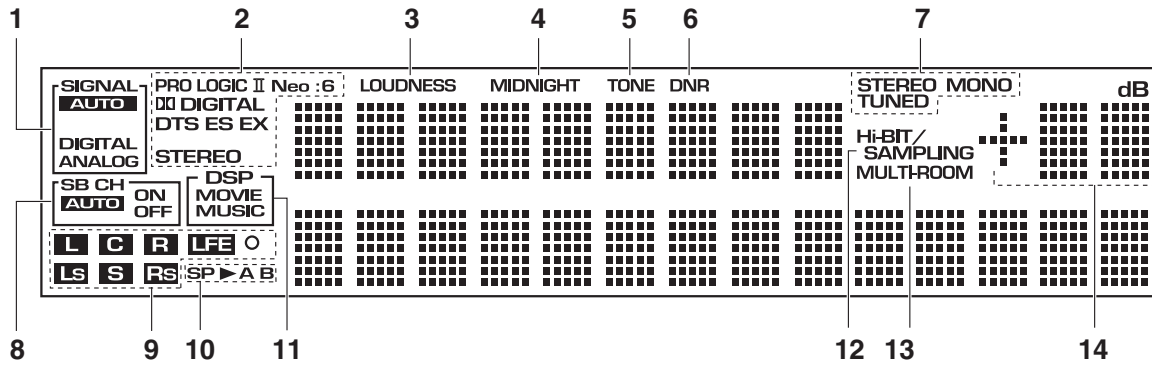 1 2 3 4 5 6 7
SIGNAL PRO LOGIC II Neo :6 LOUDNESS MIDNIGHT TONE DNR STEREO MONO dB
AUTO DIGITAL TUNED
DTS ES EX
DIGITAL Hi-BIT/
ANALOG STEREO SAMPLING
MULTI-ROOM
SB CH DSP
AUTO ON MOVIE
OFF MUSIC
L C R LFE
LS S RS SP ► A B
8 9 10 11 12 13 14